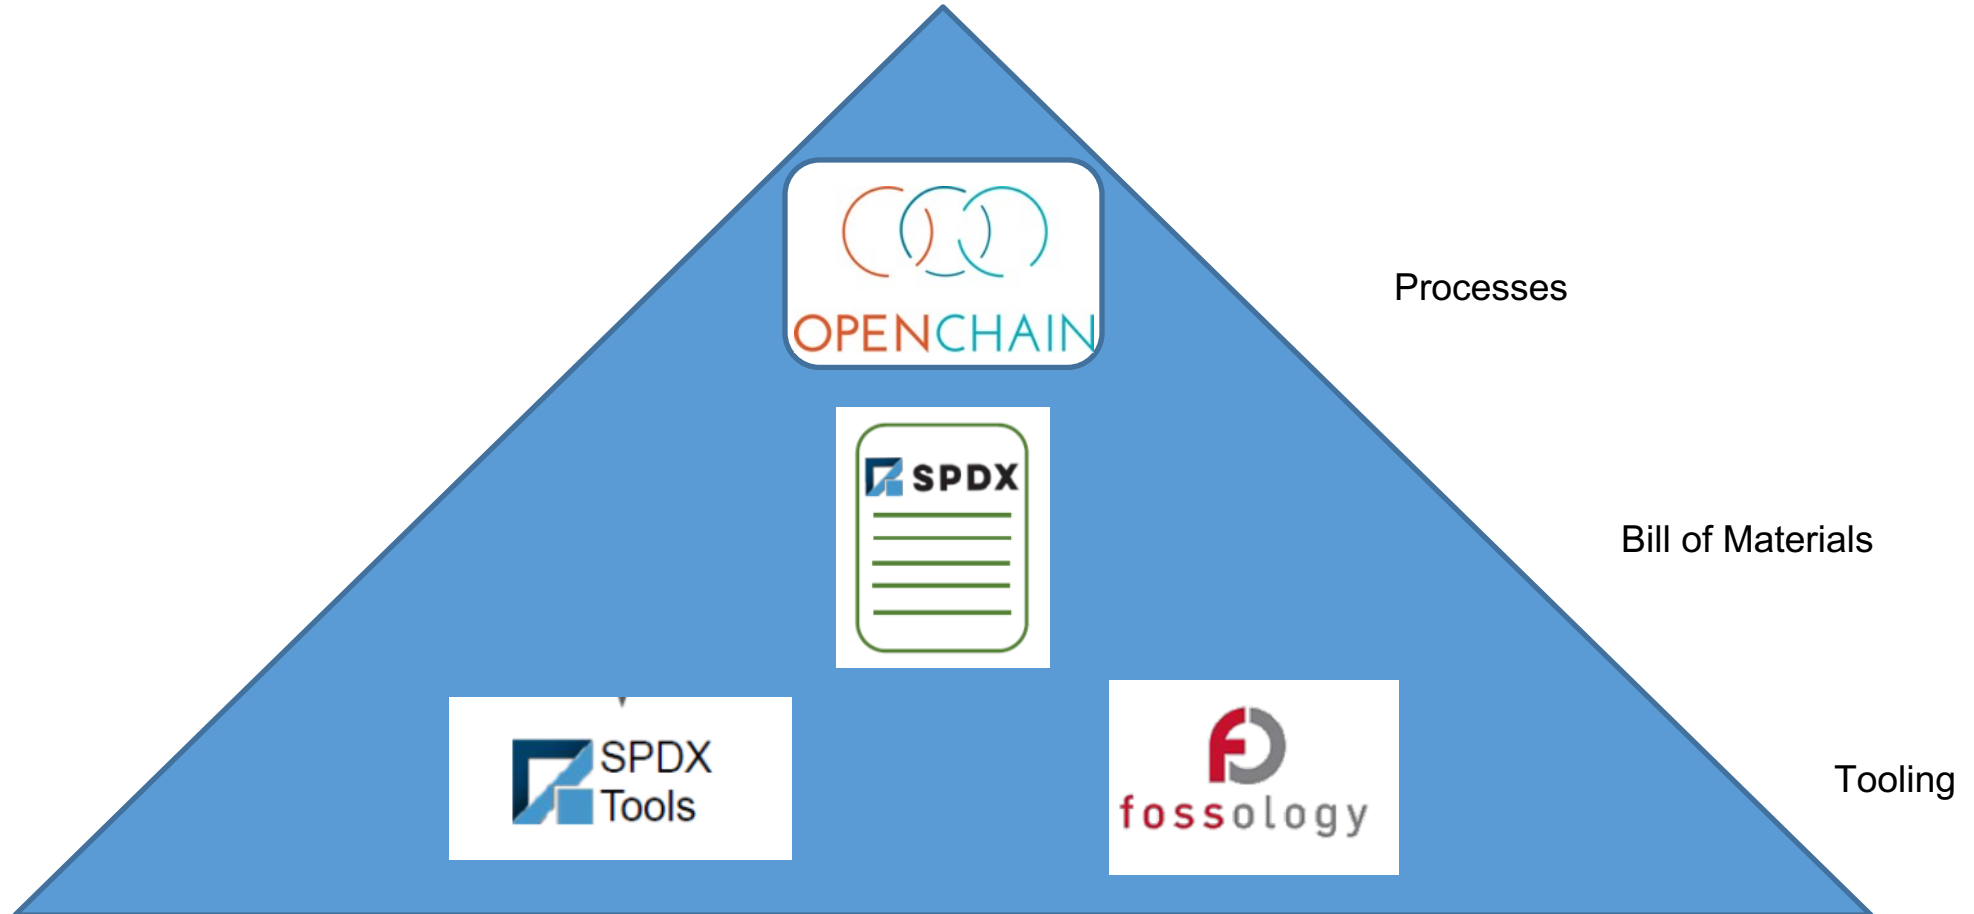 OPENCHAIN
Processes
SPDX
Bill of Materials
SPDX
Tools
fossology
Tooling